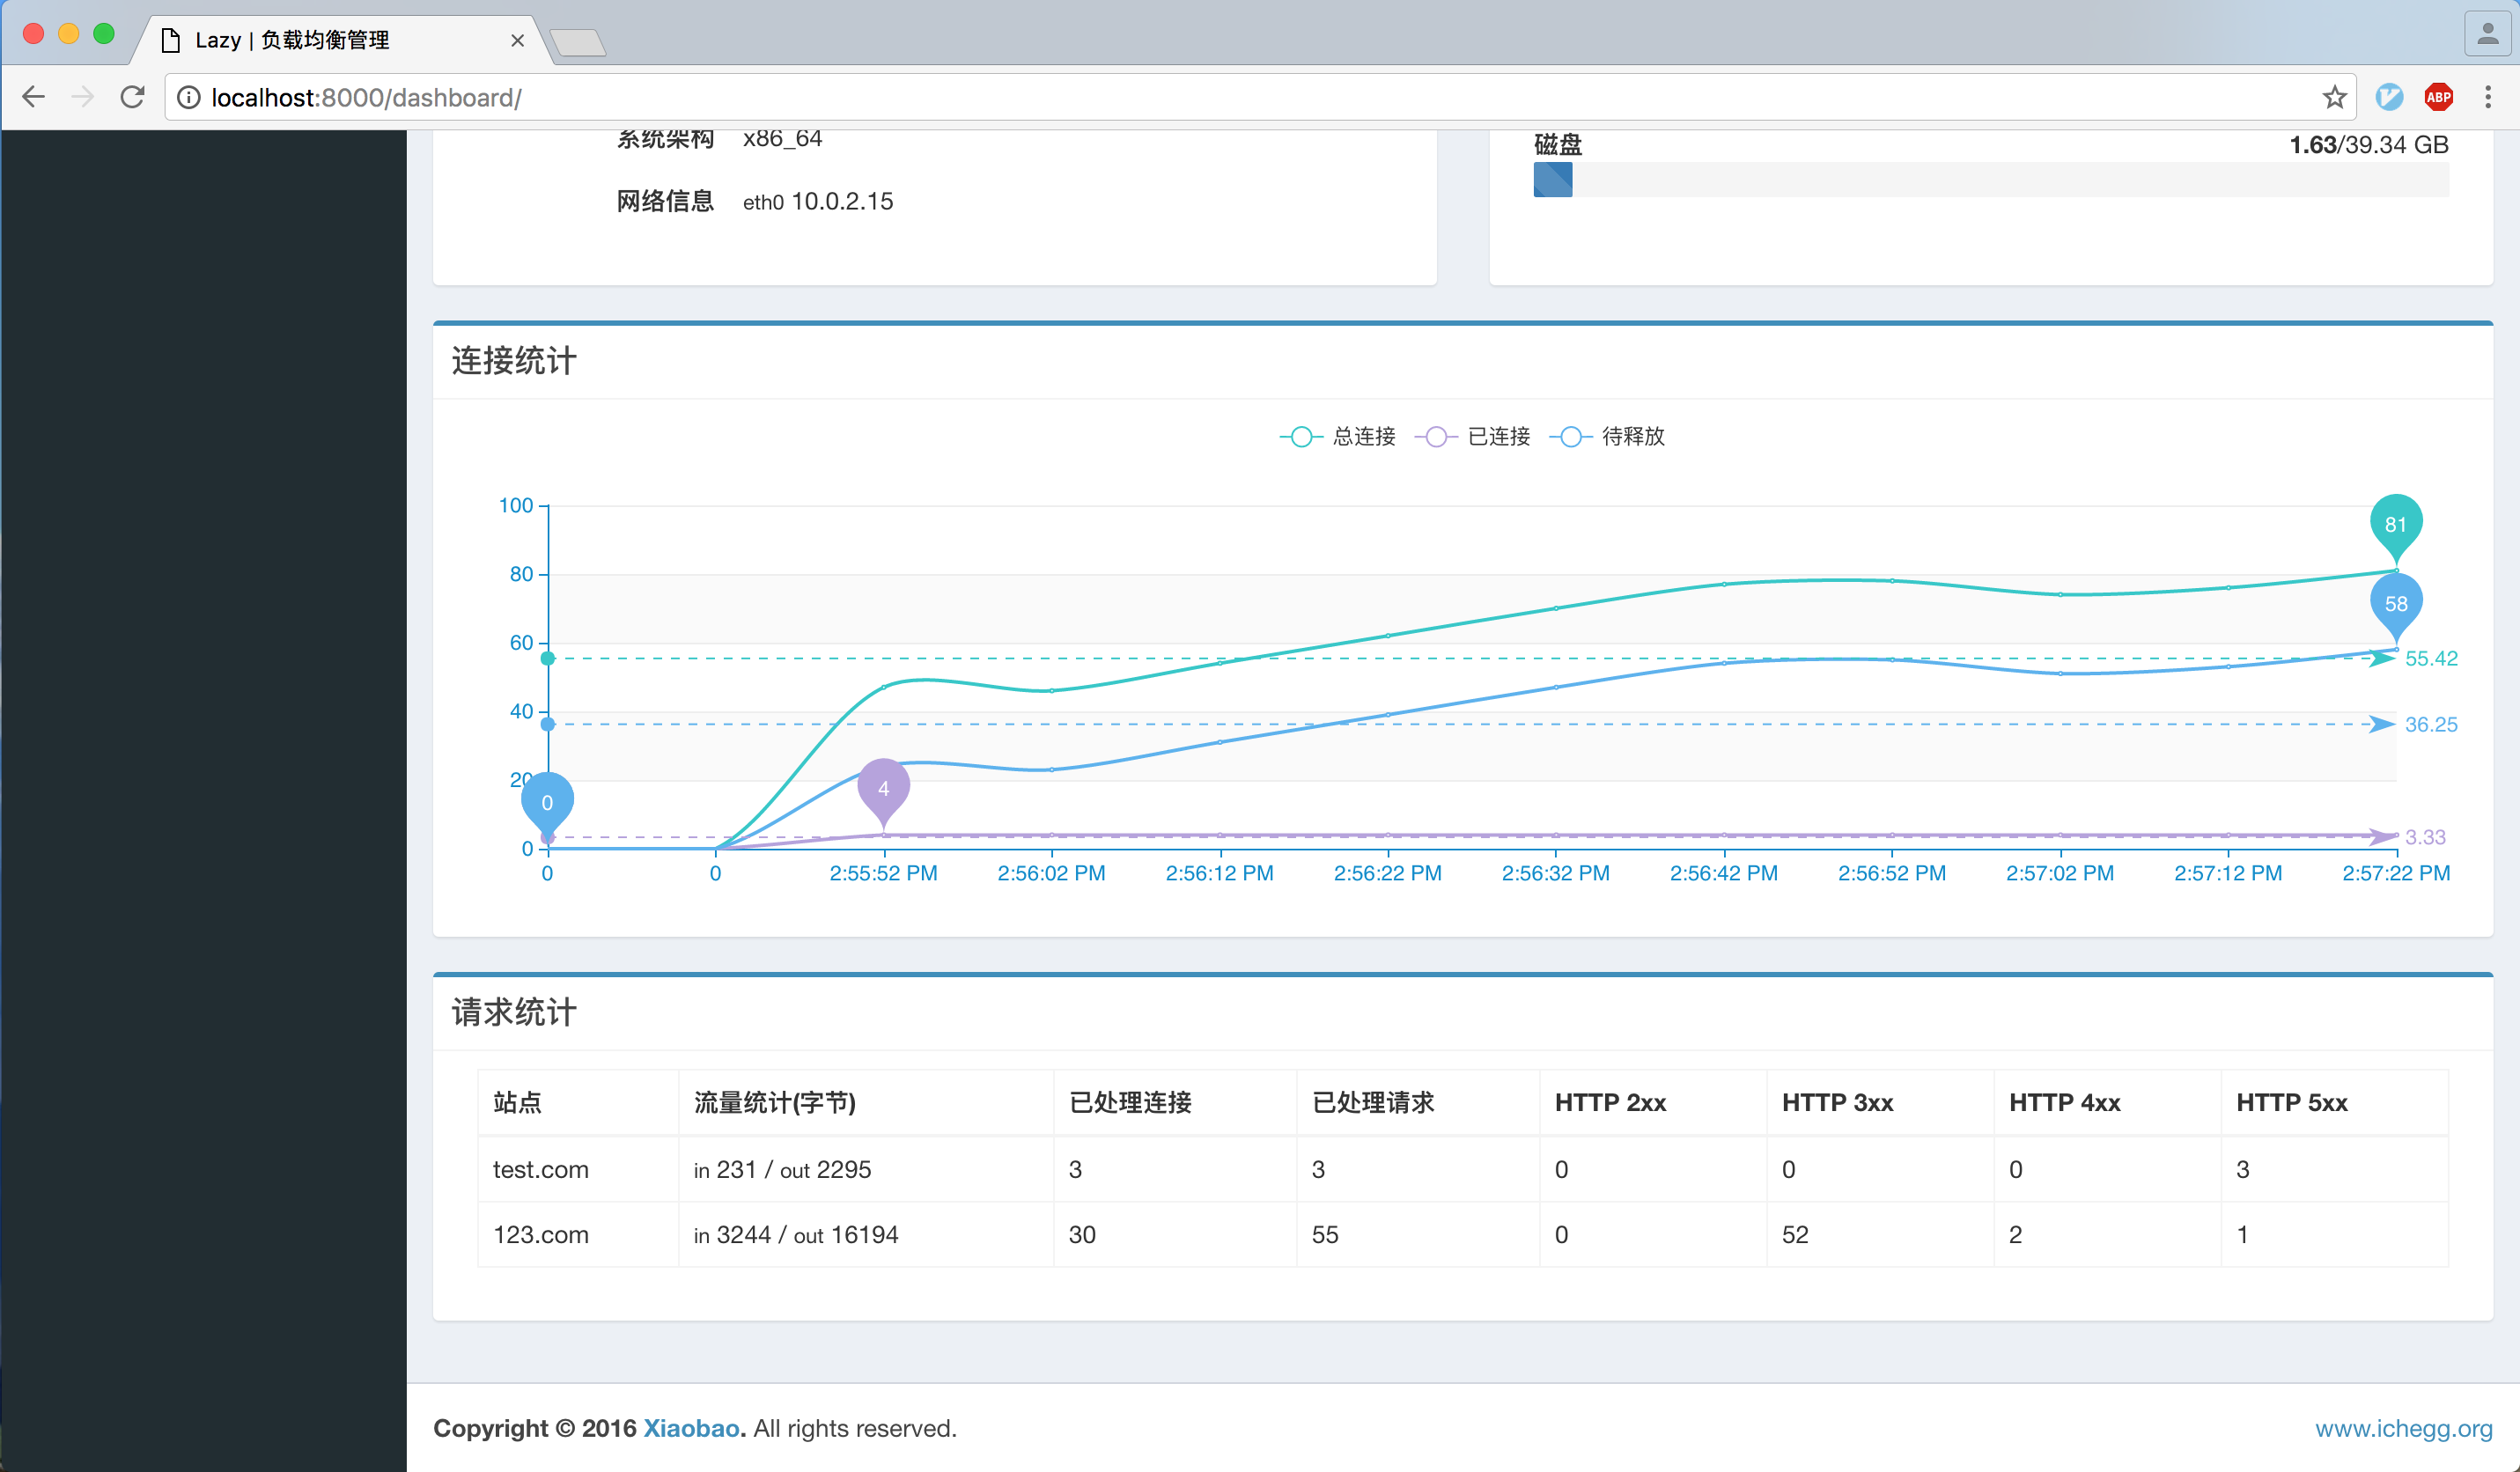 Lazy | 负载均衡管理
localhost:8000/dashboard/
ABP
系统架构 x86_64
网络信息 eth0 10.0.2.15
磁盘 1.63/39.34 GB
连接统计
总连接 已连接 待释放
100
80
60
40
20
0
81
58
55.42
36.25
3.33
0
4
0 0 2:55:52 PM 2:56:02 PM 2:56:12 PM 2:56:22 PM 2:56:32 PM 2:56:42 PM 2:56:52 PM 2:57:02 PM 2:57:12 PM 2:57:22 PM
请求统计
站点 流量统计(字节) 已处理连接 已处理请求 HTTP 2xx HTTP 3xx HTTP 4xx HTTP 5xx
test.com in 231 / out 2295 3 3 0 0 0 3
123.com in 3244 / out 16194 30 55 0 52 2 1
Copyright © 2016 Xiaobao. All rights reserved.
www.ichegg.org